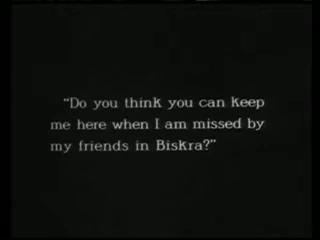 “Do you think you can keep
me here when I am missed by
my friends in Biskra?”